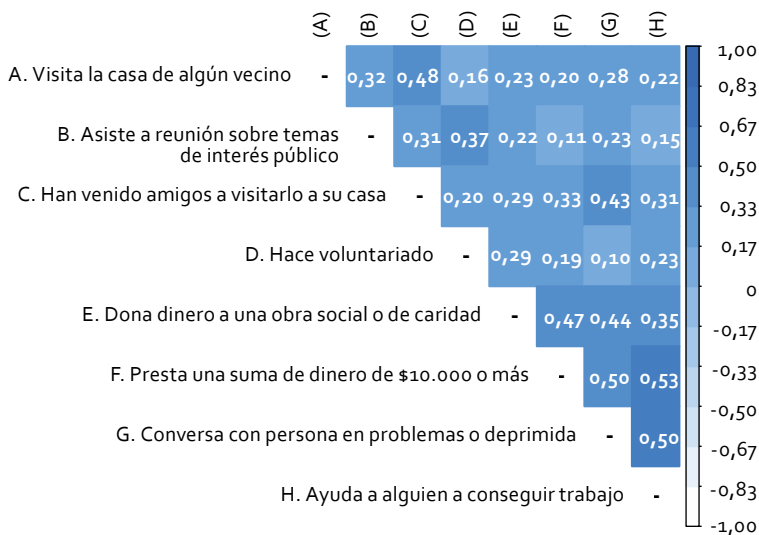 (A) (B) (C) (D) (E) (F) (G) (H)
A. Visita la casa de algún vecino - 0,32 0,48 0,16 0,23 0,20 0,28 0,22
B. Asiste a reunión sobre temas
de interés público - 0,31 0,37 0,22 0,11 0,23 0,15
C. Han venido amigos a visitarlo a su casa - 0,20 0,29 0,33 0,43 0,31
D. Hace voluntariado - 0,29 0,19 0,10 0,23
E. Dona dinero a una obra social o de caridad - 0,47 0,44 0,35
F. Presta una suma de dinero de $10.000 o más - 0,50 0,53
G. Conversa con persona en problemas o deprimida - 0,50
H. Ayuda a alguien a conseguir trabajo -
1,00
0,83
0,67
0,50
0,33
0,17
0
-0,17
-0,33
-0,50
-0,67
-0,83
-1,00